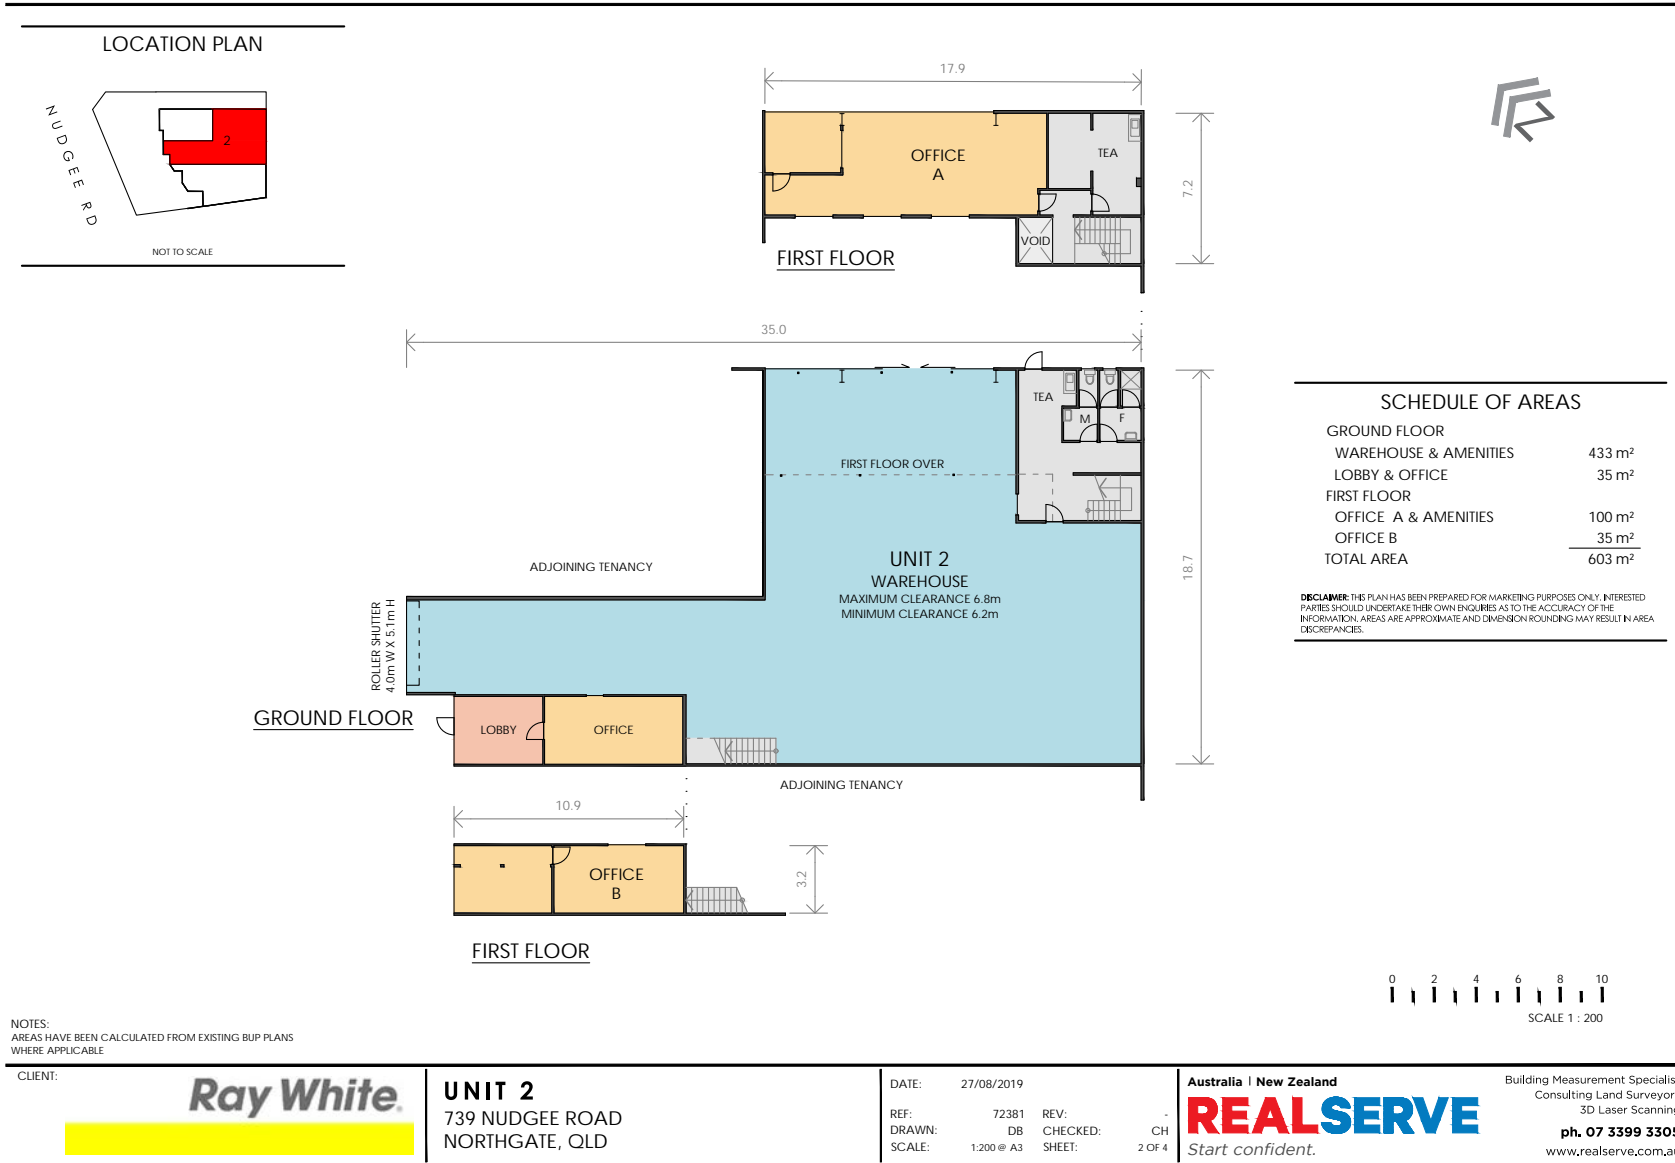 LOCATION PLAN
NUDGEE RD
2
NOT TO SCALE
17.9
OFFICE
A
TEA
VOID
7.2
FIRST FLOOR
35.0
TEA
M
F
FIRST FLOOR OVER
18.7
UNIT 2
WAREHOUSE
MAXIMUM CLEARANCE 6.8m
MINIMUM CLEARANCE 6.2m
ADJOINING TENANCY
ROLLER SHUTTER
4.0m W X 5.1m H
GROUND FLOOR
LOBBY
OFFICE
ADJOINING TENANCY
10.9
OFFICE
B
3.2
FIRST FLOOR
SCHEDULE OF AREAS
GROUND FLOOR
WAREHOUSE & AMENITIES 433 m²
LOBBY & OFFICE 35 m²
FIRST FLOOR
OFFICE A & AMENITIES 100 m²
OFFICE B 35 m²
TOTAL AREA 603 m²
DISCLAIMER: THIS PLAN HAS BEEN PREPARED FOR MARKETING PURPOSES ONLY. INTERESTED
PARTIES SHOULD UNDERTAKE THEIR OWN ENQUIRIES AS TO THE ACCURACY OF THE
INFORMATION. AREAS ARE APPROXIMATE AND DIMENSION ROUNDING MAY RESULT IN AREA
DISCREPANCIES.
0 2 4 6 8 10
SCALE 1 : 200
NOTES:
AREAS HAVE BEEN CALCULATED FROM EXISTING BUP PLANS
WHERE APPLICABLE
CLIENT:
Ray White.
UNIT 2
739 NUDGEE ROAD
NORTHGATE, QLD
DATE: 27/08/2019
REF: 72381 REV: -
DRAWN: DB CHECKED: CH
SCALE: 1:200 @ A3 SHEET: 2 OF 4
Australia | New Zealand
REALSERVE
Start confident.
Building Measurement Specialis
Consulting Land Surveyor
3D Laser Scanning
ph. 07 3399 3305
www.realserve.com.a